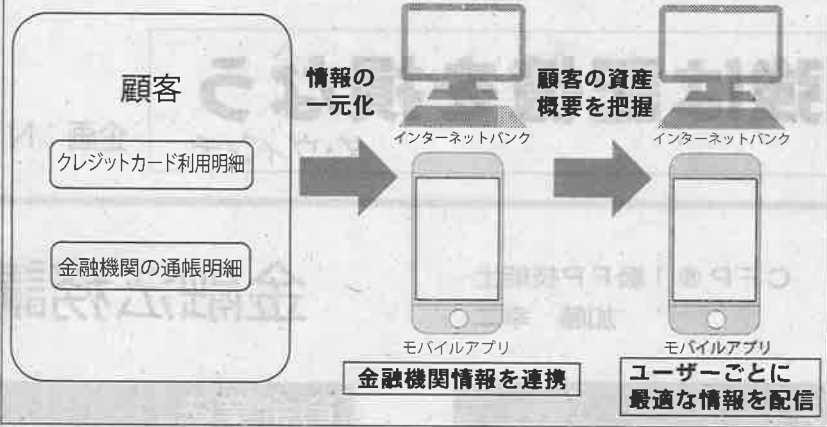 顧客
クレジットカード利用明細
金融機関の通帳明細
情報の
一元化
インターネットバンク
モバイルアプリ
金融機関情報を連携
顧客の資産
概要を把握
インターネットバンク
モバイルアプリ
ユーザーごとに
最適な情報を配信